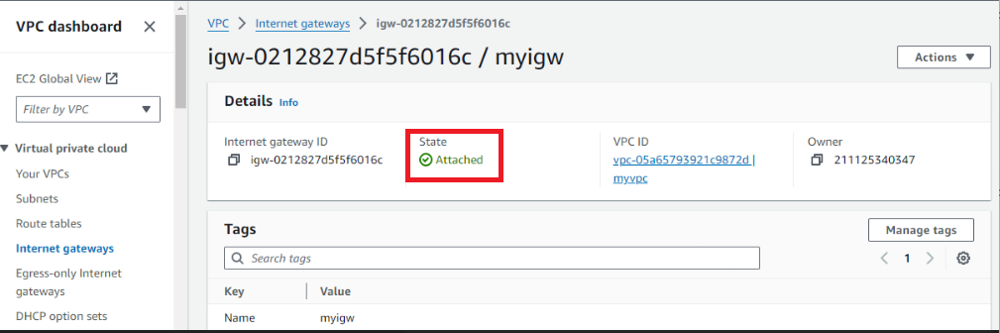 VPC dashboard
EC2 Global View
Filter by VPC
Virtual private cloud
Your VPCs
Subnets
Route tables
Internet gateways
Egress-only Internet
gateways
DHCP option sets
VPC > Internet gateways > igw-0212827d5f5f6016c
igw-0212827d5f5f6016c / myigw
Actions
Details Info
Internet gateway ID
igw-0212827d5f5f6016c
State
Attached
VPC ID
vpc-05a65793921c9872d |
myvpc
Owner
211125340347
Tags
Manage tags
Search tags
1
Key Value
Name myigw